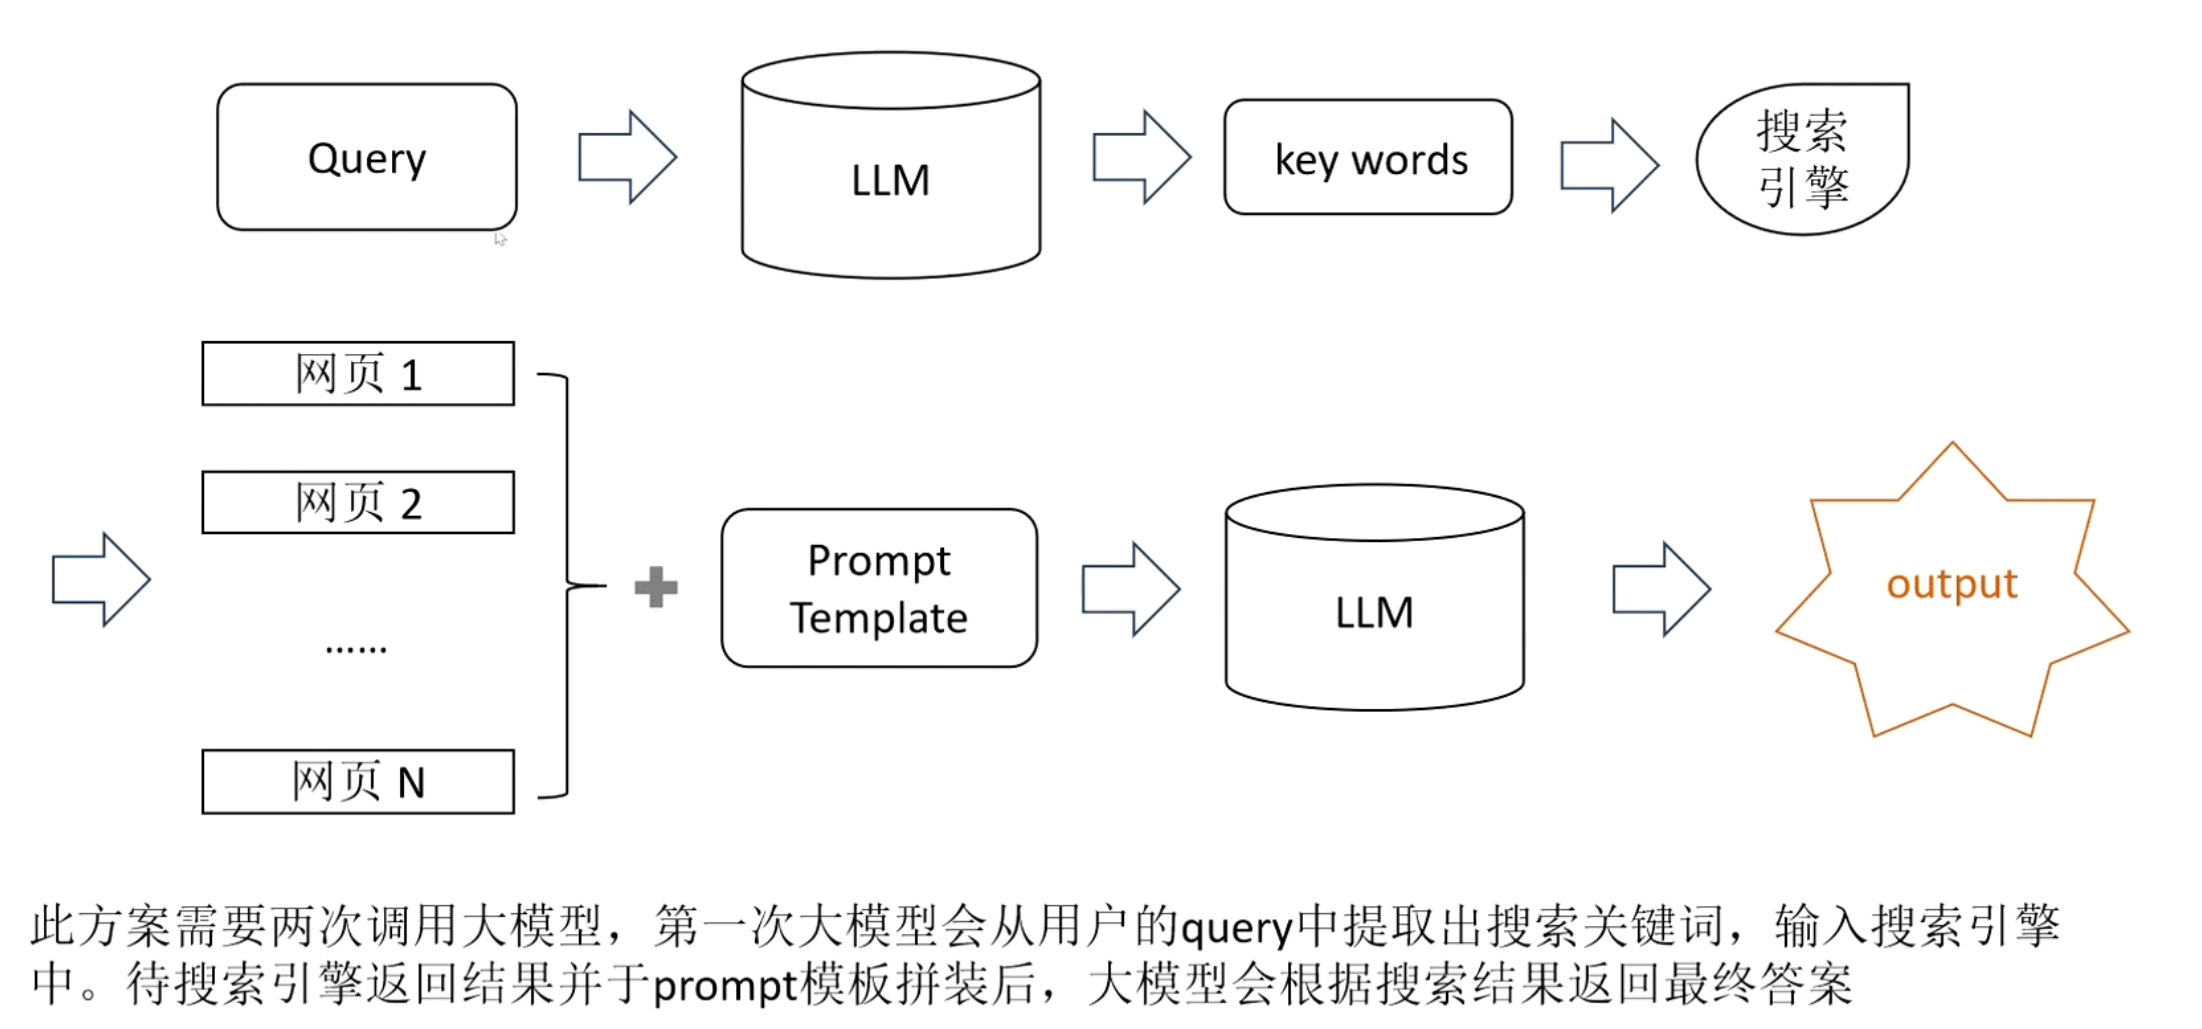 Query
LLM
key words
搜索
引擎
网页 1
网页 2
......
网页 N
Prompt
Template
LLM
output
此方案需要两次调用大模型，第一次大模型会从用户的query中提取出搜索关键词，输入搜索引擎
中。待搜索引擎返回结果并于prompt模板拼装后，大模型会根据搜索结果返回最终答案